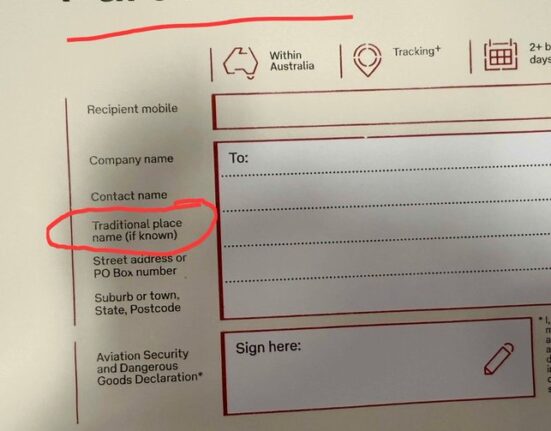 Within
Australia
Tracking+
2+ b
days
Recipient mobile
Company name
To:
Contact name
Traditional place
name (if known)
Street address or
PO Box number
Suburb or town,
State, Postcode
Aviation Security
and Dangerous
Goods Declaration*
Sign here: